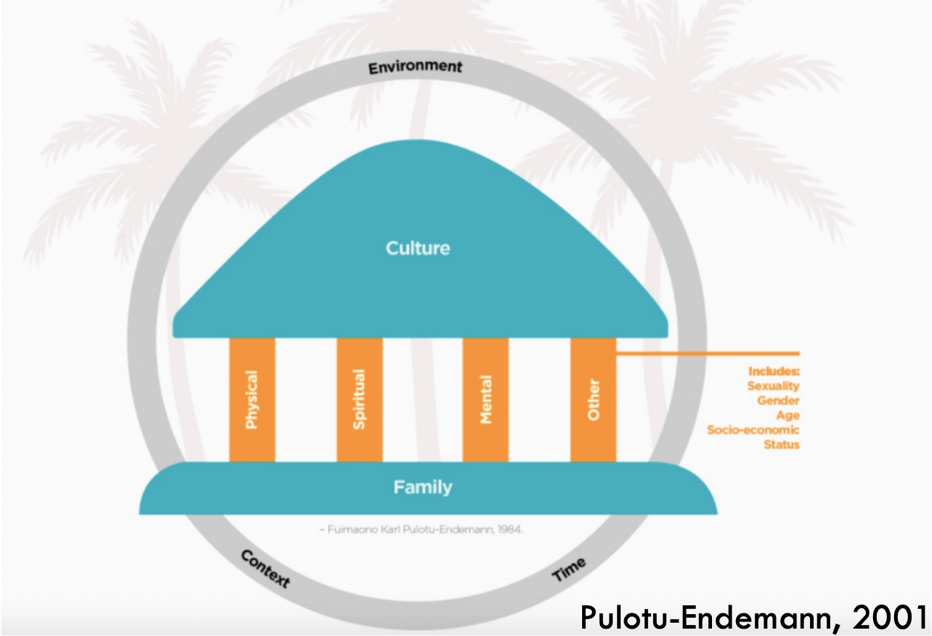 Environment
Culture
Physical
Spiritual
Mental
Other
Includes:
Sexuality
Gender
Age
Socio-economic
Status
Family
– Fuimaono Karl Pulotu-Endemann, 1984.
Context
Time
Pulotu-Endemann, 2001